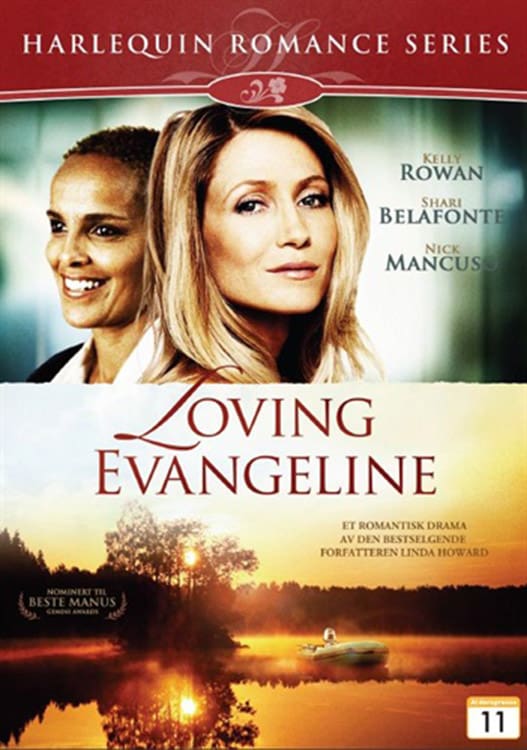 HARLEQUIN ROMANCE SERIES
KELLY
ROWAN
SHARI
BELAFONTE
NICK
MANCUSO
LOVING
EVANGELINE
ET ROMANTISK DRAMA
AV DEN BESTSELGENDE
FORFATTEREN LINDA HOWARD
NOMINERT TIL
BESTE MANUS
GEMINI AWARDS
Aldersgrense
11